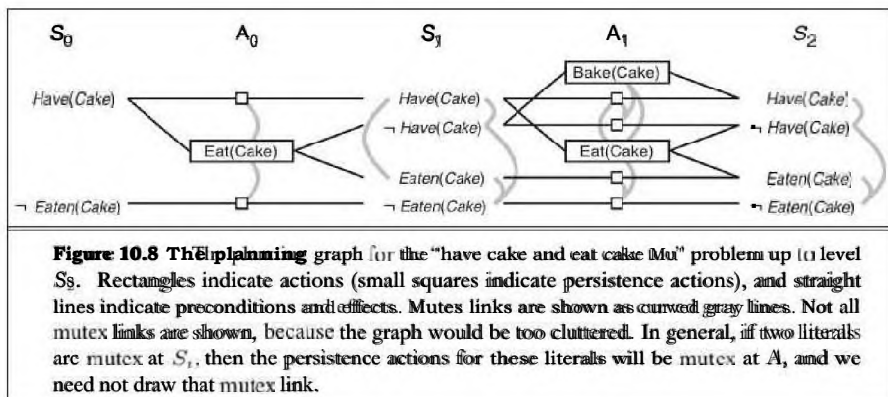 S₀ A₀ S₁ A₁ S₂
Bake(Cake)
Have(Cake) Have(Cake) Have(Cake)
¬ Have(Cake) ¬ Have(Cake)
Eat(Cake) Eat(Cake)
Eaten(Cake) Eaten(Cake)
¬ Eaten(Cake) ¬ Eaten(Cake) ¬ Eaten(Cake)
Figure 10.8 The planning graph for the "have cake and eat cake too" problem up to level
S₂. Rectangles indicate actions (small squares indicate persistence actions), and straight
lines indicate preconditions and effects. Mutex links are shown as curved gray lines. Not all
mutex links are shown, because the graph would be too cluttered. In general, if two literals
are mutex at Sᵢ, then the persistence actions for these literals will be mutex at Aᵢ and we
need not draw that mutex link.